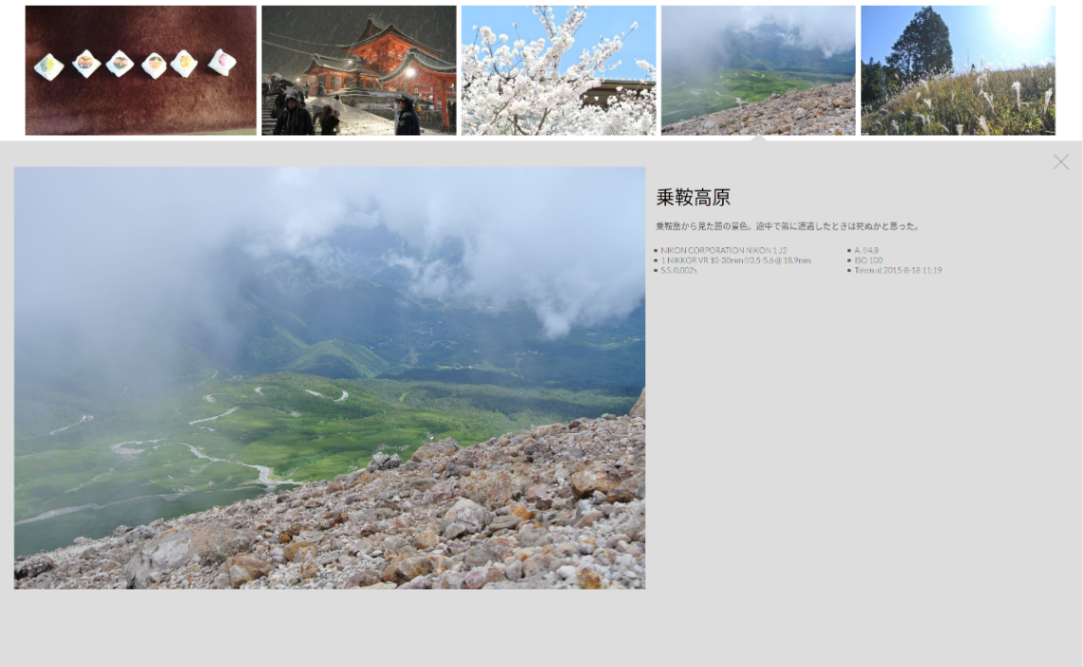 乗鞍高原
乗鞍岳から見た麓の景色。途中で霧に遭遇したときは死ぬかと思った。
NIKON CORPORATION NIKON 1 J2
1 NIKKOR VR 10-30mm f/3.5-5.6 @ 18.9mm
S.S. 0.002s
A. f/4.8
ISO 100
Taken at 2015-8-18 11:19